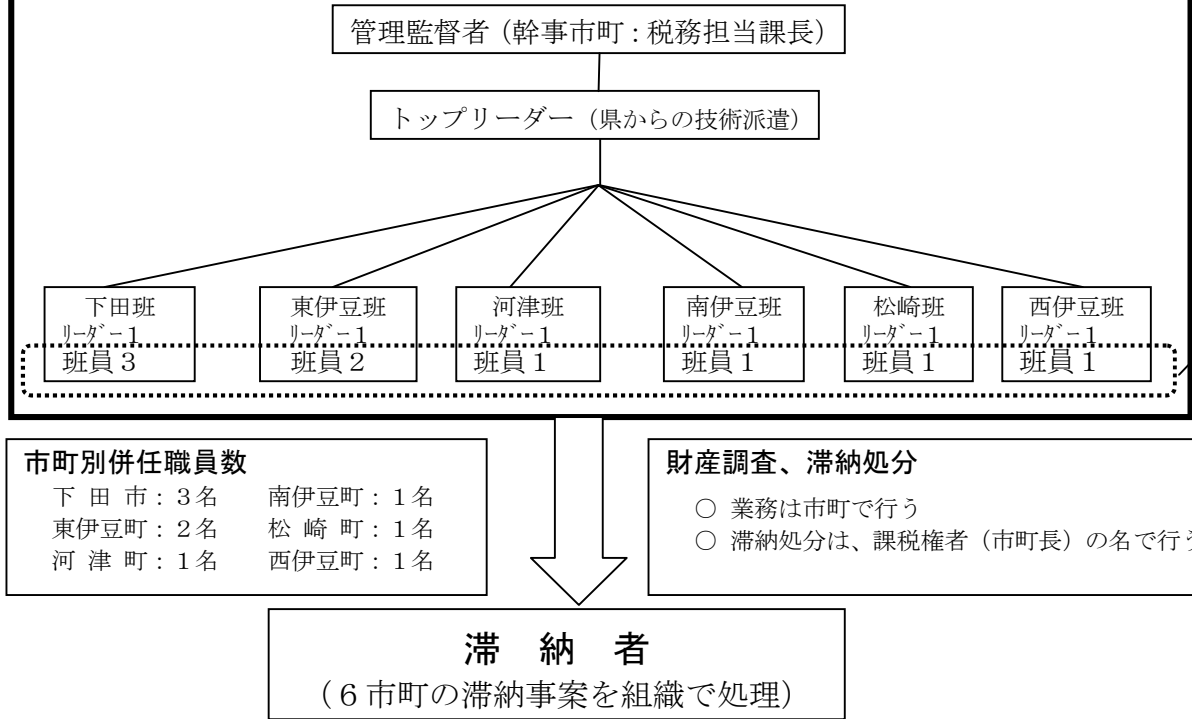 管理監督者（幹事市町：税務担当課長）
トップリーダー（県からの技術派遣）
下田班
ﾘｰﾀﾞｰ１
班員３
東伊豆班
ﾘｰﾀﾞｰ１
班員２
河津班
ﾘｰﾀﾞｰ１
班員１
南伊豆班
ﾘｰﾀﾞｰ１
班員１
松崎班
ﾘｰﾀﾞｰ１
班員１
西伊豆班
ﾘｰﾀﾞｰ１
班員１
市町別併任職員数
下 田 市：３名　南伊豆町：１名
東伊豆町：２名　松 崎 町：１名
河 津 町：１名　西伊豆町：１名
財産調査、滞納処分
○ 業務は市町で行う
○ 滞納処分は、課税権者（市町長）の名で行う
滞　納　者
（６市町の滞納事案を組織で処理）